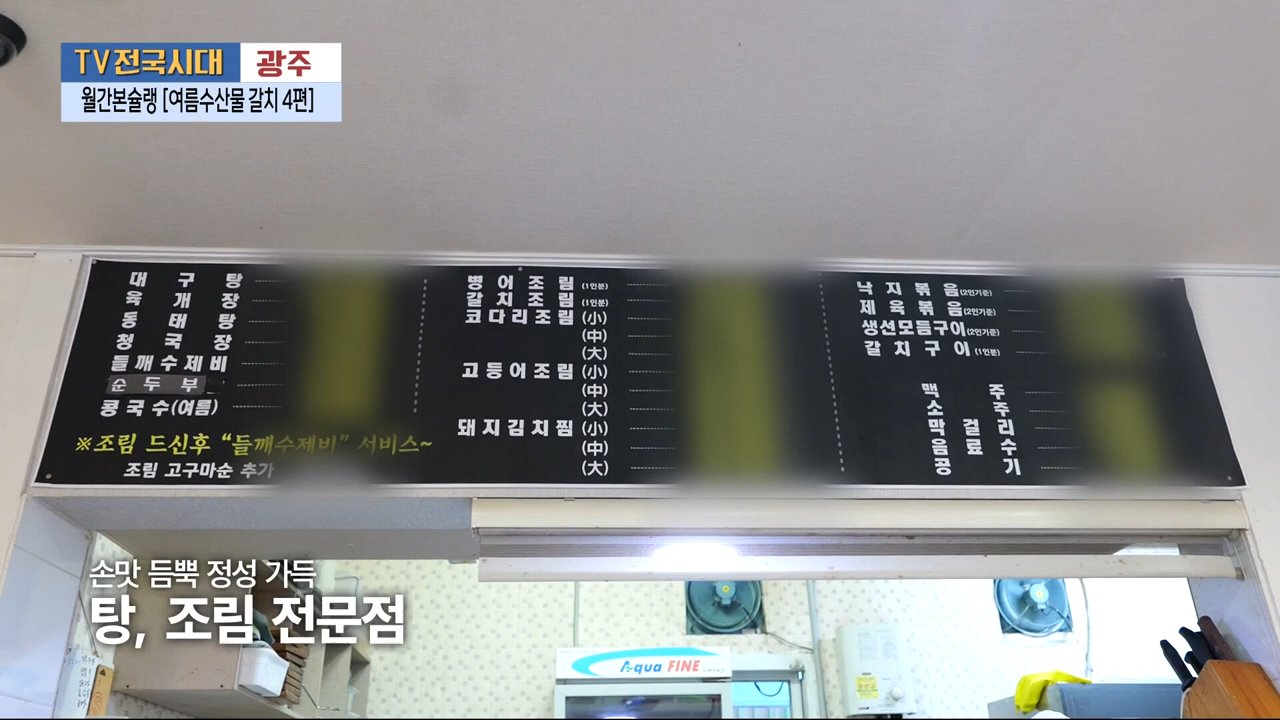 TV전국시대 광주
월간본슐랭 [여름수산물 갈치 4편]
대구탕
육개장
동태탕
청국장
들깨수제비
순두부
콩국수(여름)
※조림 드신후 "들깨수제비" 서비스~
조림 고구마순 추가
병어조림(1인분)
갈치조림(1인분)
코다리조림(小)
(中)
(大)
고등어조림(小)
(中)
(大)
돼지김치찜(小)
(中)
(大)
낙지볶음(2인기준)
제육볶음(2인기준)
생선모듬구이(2인기준)
갈치구이(1인분)
맥주
소주
막걸리
음료수
공기
손맛 듬뿍 정성 가득
탕, 조림 전문점
Aqua FINE